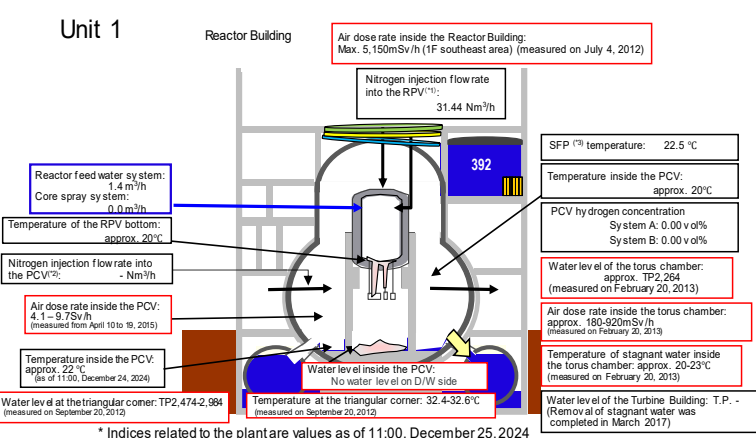 Unit 1
Reactor Building
Air dose rate inside the Reactor Building:
Max. 5,150mSv/h (1F southeast area) (measured on July 4, 2012)
Nitrogen injection flow rate
into the RPV(*1):
31.44 Nm³/h
392
SFP (*3) temperature: 22.5 ℃
Temperature inside the PCV:
approx. 20℃
PCV hydrogen concentration
System A: 0.00 vol%
System B: 0.00 vol%
Water level of the torus chamber:
approx. TP2,264
(measured on February 20, 2013)
Air dose rate inside the torus chamber:
approx. 180-920mSv/h
(measured on February 20, 2013)
Temperature of stagnant water inside
the torus chamber: approx. 20-23℃
(measured on February 20, 2013)
Water level of the Turbine Building: T.P. -
(Removal of stagnant water was
completed in March 2017)
Reactor feed water system:
1.4 m³/h
Core spray system:
0.0 m³/h
Temperature of the RPV bottom:
approx. 20℃
Nitrogen injection flow rate into
the PCV(*2): - Nm³/h
Air dose rate inside the PCV:
4.1 – 9.7Sv/h
(measured from April 10 to 19, 2015)
Temperature inside the PCV:
approx. 22 ℃
(as of 11:00, December 24, 2024)
Water level inside the PCV:
No water level on D/W side
Water level at the triangular corner: TP2,474-2,984
(measured on September 20, 2012)
Temperature at the triangular corner: 32.4-32.6℃
(measured on September 20, 2012)
* Indices related to the plant are values as of 11:00, December 25, 2024